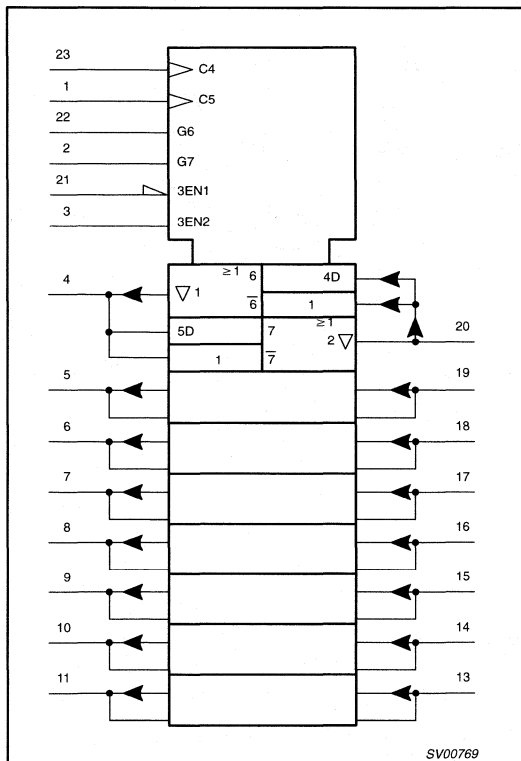 23 C4
1 C5
22 G6
2 G7
21 3EN1
3 3EN2
≥1 6 4D
4 ▽ 1 6̅ 1
5D 7 ≥1 20
1 7̅ 2 ▽
5 19
6 18
7 17
8 16
9 15
10 14
11 13
SV00769